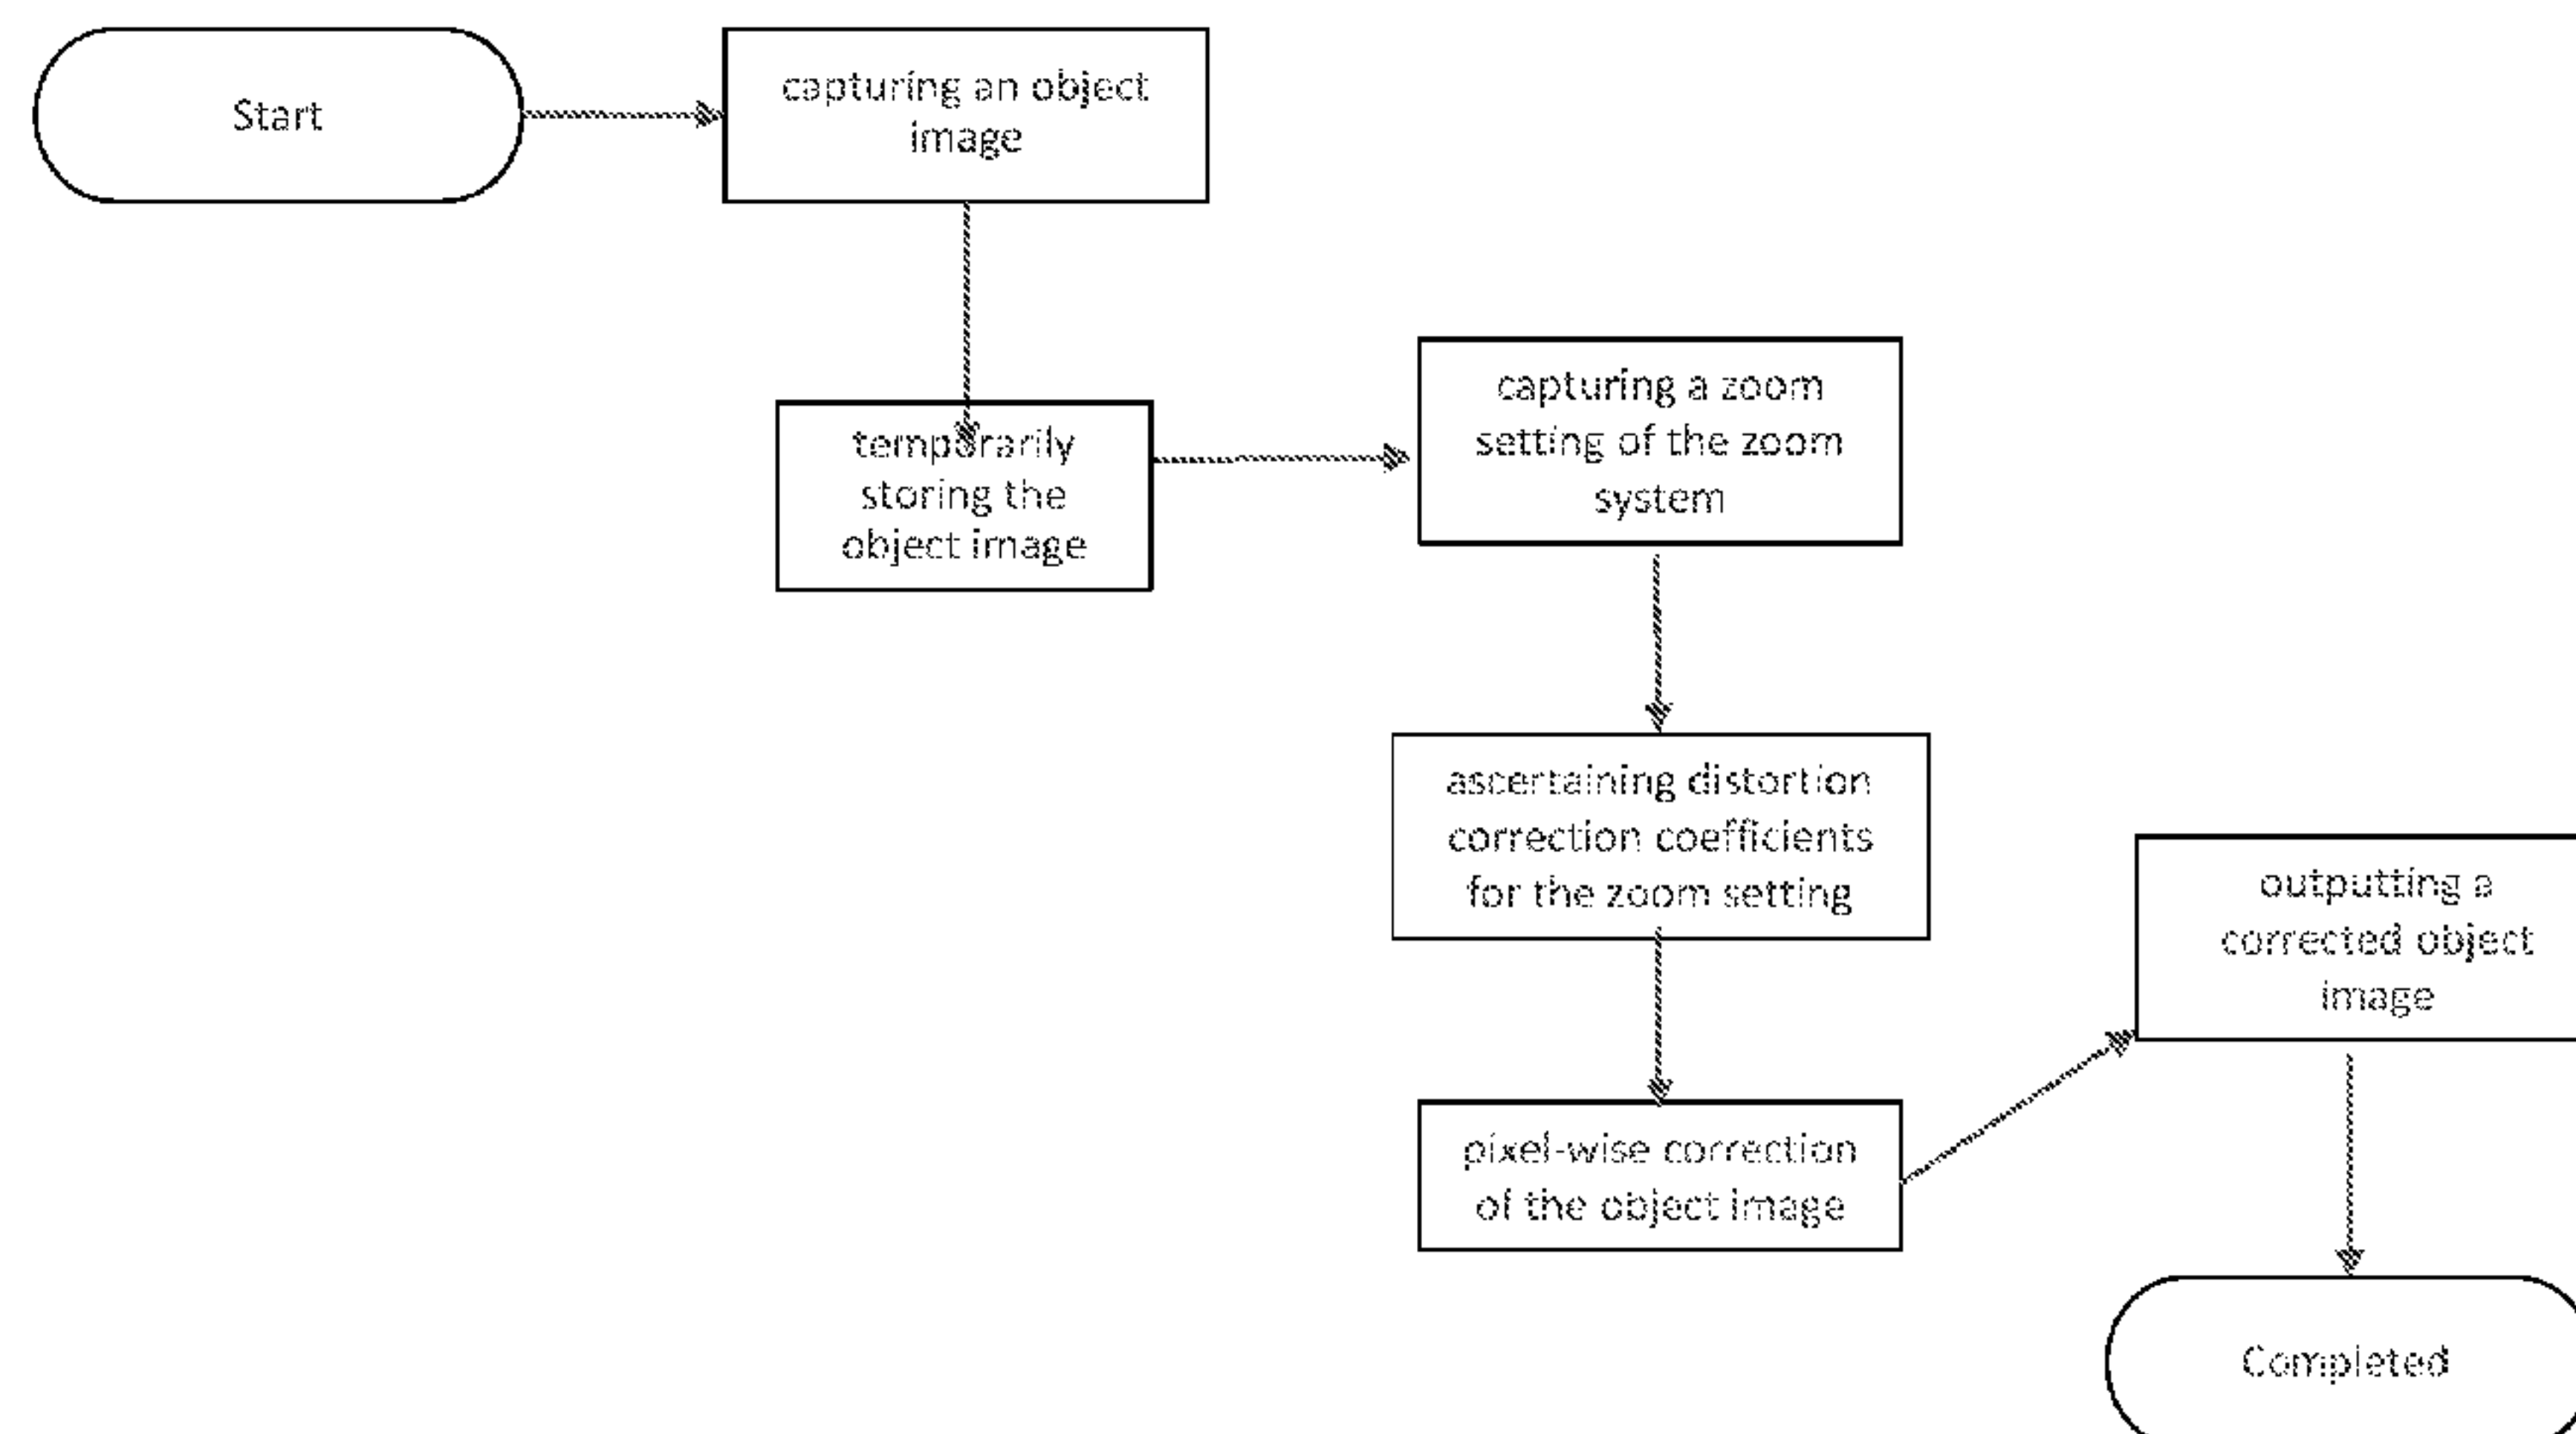 Start
capturing an object
image
temporarily
storing the
object image
capturing a zoom
setting of the zoom
system
ascertaining distortion
correction coefficients
for the zoom setting
pixel-wise correction
of the object image
outputting a
corrected object
image
Completed